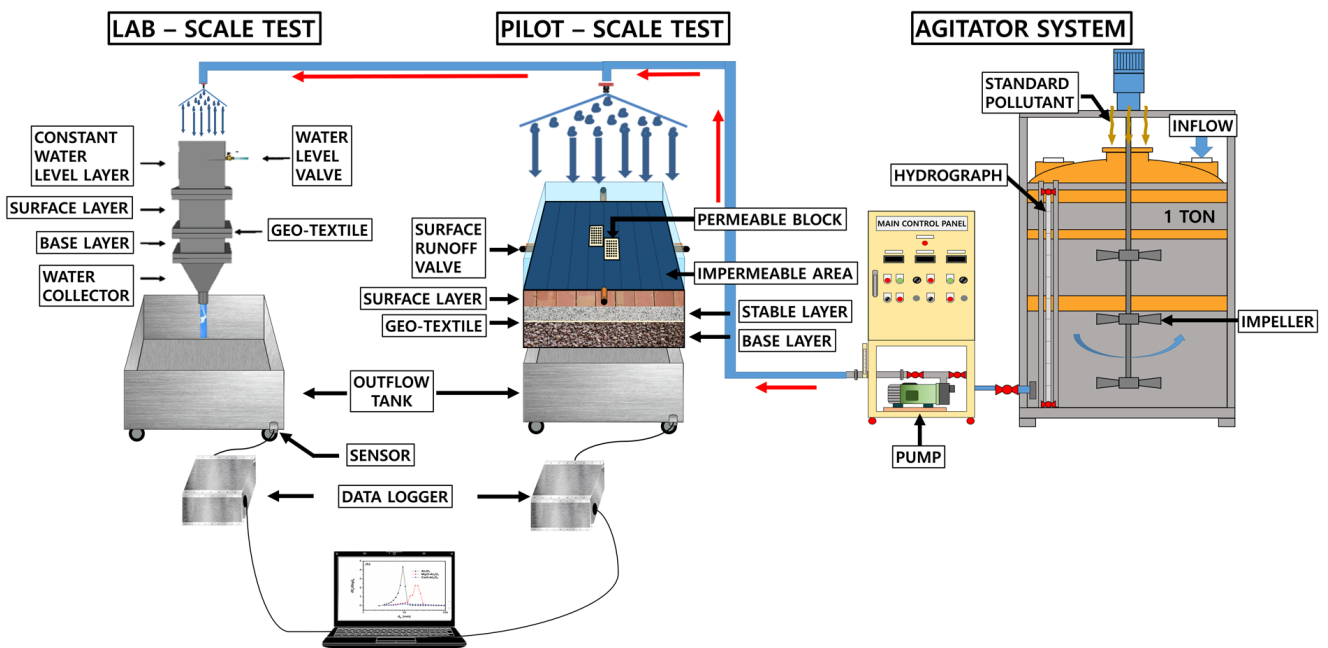 LAB – SCALE TEST
PILOT – SCALE TEST
AGITATOR SYSTEM
STANDARD
POLLUTANT
INFLOW
CONSTANT
WATER
LEVEL LAYER
WATER
LEVEL
VALVE
HYDROGRAPH
SURFACE LAYER
GEO-TEXTILE
BASE LAYER
WATER
COLLECTOR
SURFACE
RUNOFF
VALVE
PERMEABLE BLOCK
MAIN CONTROL PANEL
1 TON
IMPERMEABLE AREA
SURFACE LAYER
STABLE LAYER
GEO-TEXTILE
BASE LAYER
IMPELLER
OUTFLOW
TANK
SENSOR
PUMP
DATA LOGGER